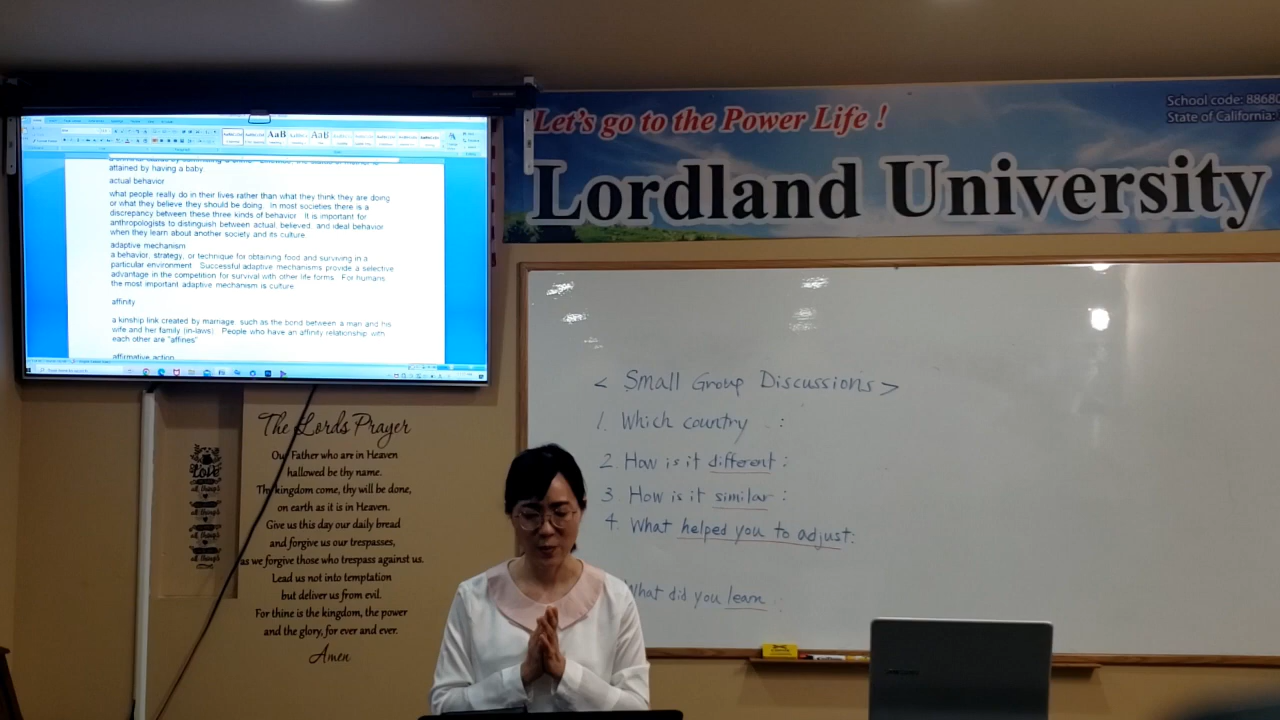 attained by having a baby.
actual behavior
what people really do in their lives rather than what they think they are doing
or what they believe they should be doing. In most societies there is a
discrepancy between these three kinds of behavior. It is important for
anthropologists to distinguish between actual, believed, and ideal behavior
when they learn about another society and its culture.
adaptive mechanism
a behavior, strategy, or technique for obtaining food and surviving in a
particular environment. Successful adaptive mechanisms provide a selective
advantage in the competition for survival with other life forms. For humans
the most important adaptive mechanism is culture
affinity
a kinship link created by marriage such as the bond between a man and his
wife and her family (in-laws). People who have an affinity relationship with
each other are "affines"
affirmative action
Let's go to the Power Life !
School code: 8868
State of California:
Lordland University
< Small Group Discussions >
1. Which country :
2. How is it different :
3. How is it similar :
4. What helped you to adjust:
What did you learn :
The Lords Prayer
Our Father who are in Heaven
hallowed be thy name.
Thy kingdom come, thy will be done,
on earth as it is in Heaven.
Give us this day our daily bread
and forgive us our trespasses,
as we forgive those who trespass against us.
Lead us not into temptation
but deliver us from evil.
For thine is the kingdom, the power
and the glory, for ever and ever.
Amen
LOVE
all things
all things
all things